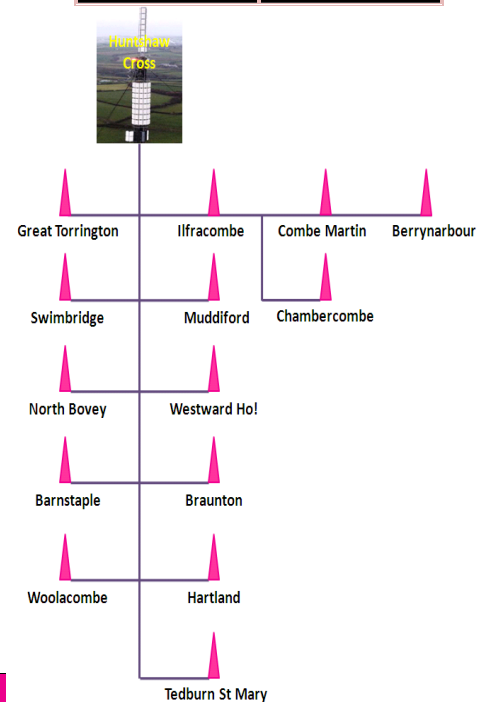 Huntshaw
Cross
Great Torrington
Ilfracombe
Combe Martin
Berrynarbour
Swimbridge
Muddiford
Chambercombe
North Bovey
Westward Ho!
Barnstaple
Braunton
Woolacombe
Hartland
Tedburn St Mary